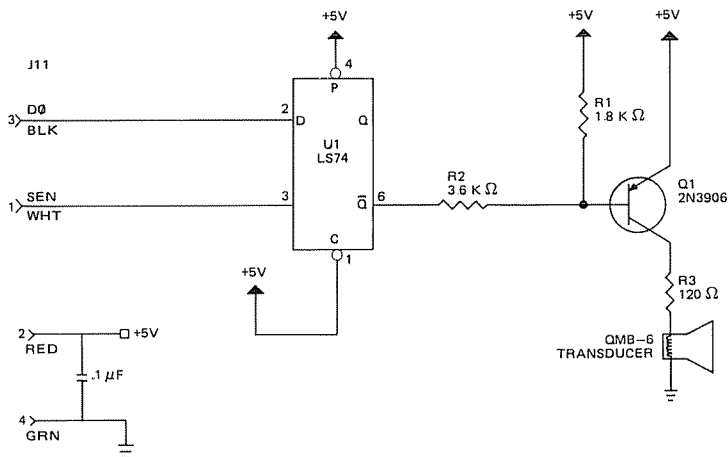 +5V
+5V
+5V
J11
4
P
3
DØ
BLK
2
D
Q
U1
LS74
R1
1.8 K Ω
1
SEN
WHT
3
Q̅
6
R2
3.6 K Ω
Q1
2N3906
C
1
+5V
R3
120 Ω
2
RED
+5V
QMB-6
TRANSDUCER
.1 µF
4
GRN